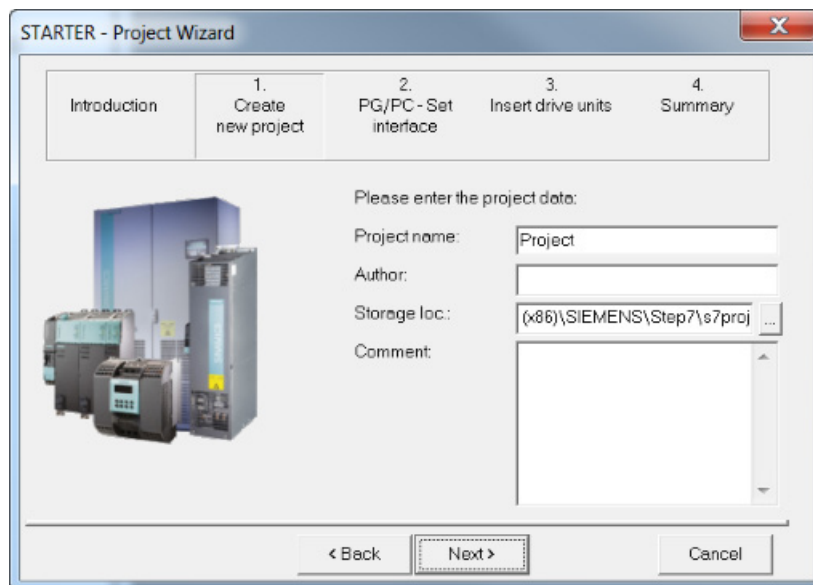 STARTER - Project Wizard
Introduction
1.
Create
new project
2.
PG/PC - Set
interface
3.
Insert drive units
4.
Summary
Please enter the project data:
Project name:
Project
Author:
Storage loc.:
(x86)\SIEMENS\Step7\s7proj
...
Comment:
< Back
Next >
Cancel